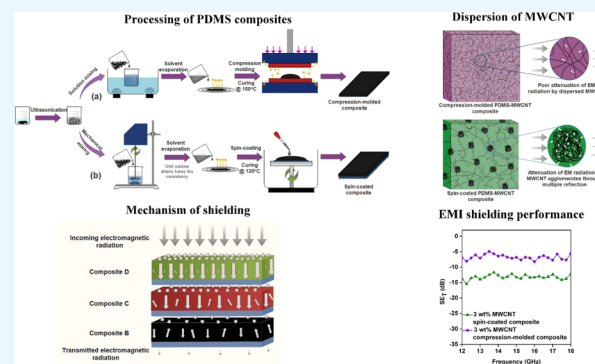 Processing of PDMS composites
Dispersion of MWCNT
Solution mixing
Solvent
evaporation
Compression
molding
Curing
@ 100°C
(a)
Compression-molded
composite
Ultrasonication
Mechanical
mixing
(b)
Solvent
evaporation
Until solution
attains honey like
consistency
Spin-coating
Curing
@ 120°C
Spin-coated
composite
Compression-molded PDMS-MWCNT
composite
Poor attenuation of EM
radiation by dispersed MW
Spin-coated PDMS-MWCNT
composite
Attenuation of EM radiation
MWCNT agglomerates throu
multiple reflection
Mechanism of shielding
Incoming electromagnetic
radiation
Composite D
Composite C
Composite B
Transmitted electromagnetic
radiation
EMI shielding performance
0
-5
-10
-15
-20
-25
-30
-35
SET (dB)
3 wt% MWCNT
spin-coated composite
3 wt% MWCNT
compression-molded composite
12 13 14 15 16 17 18
Frequency (GHz)